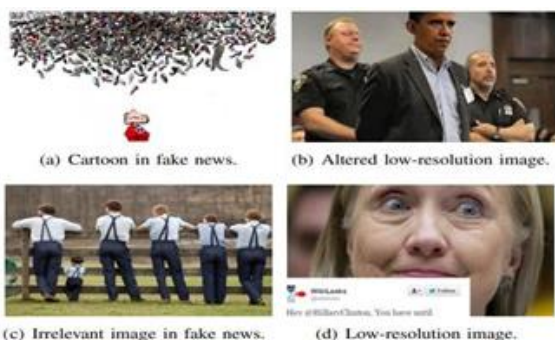 (a) Cartoon in fake news.
(b) Altered low-resolution image.
(c) Irrelevant image in fake news.
(d) Low-resolution image.
WikiLeaks
Follow
Hey @HillaryClinton, You have until